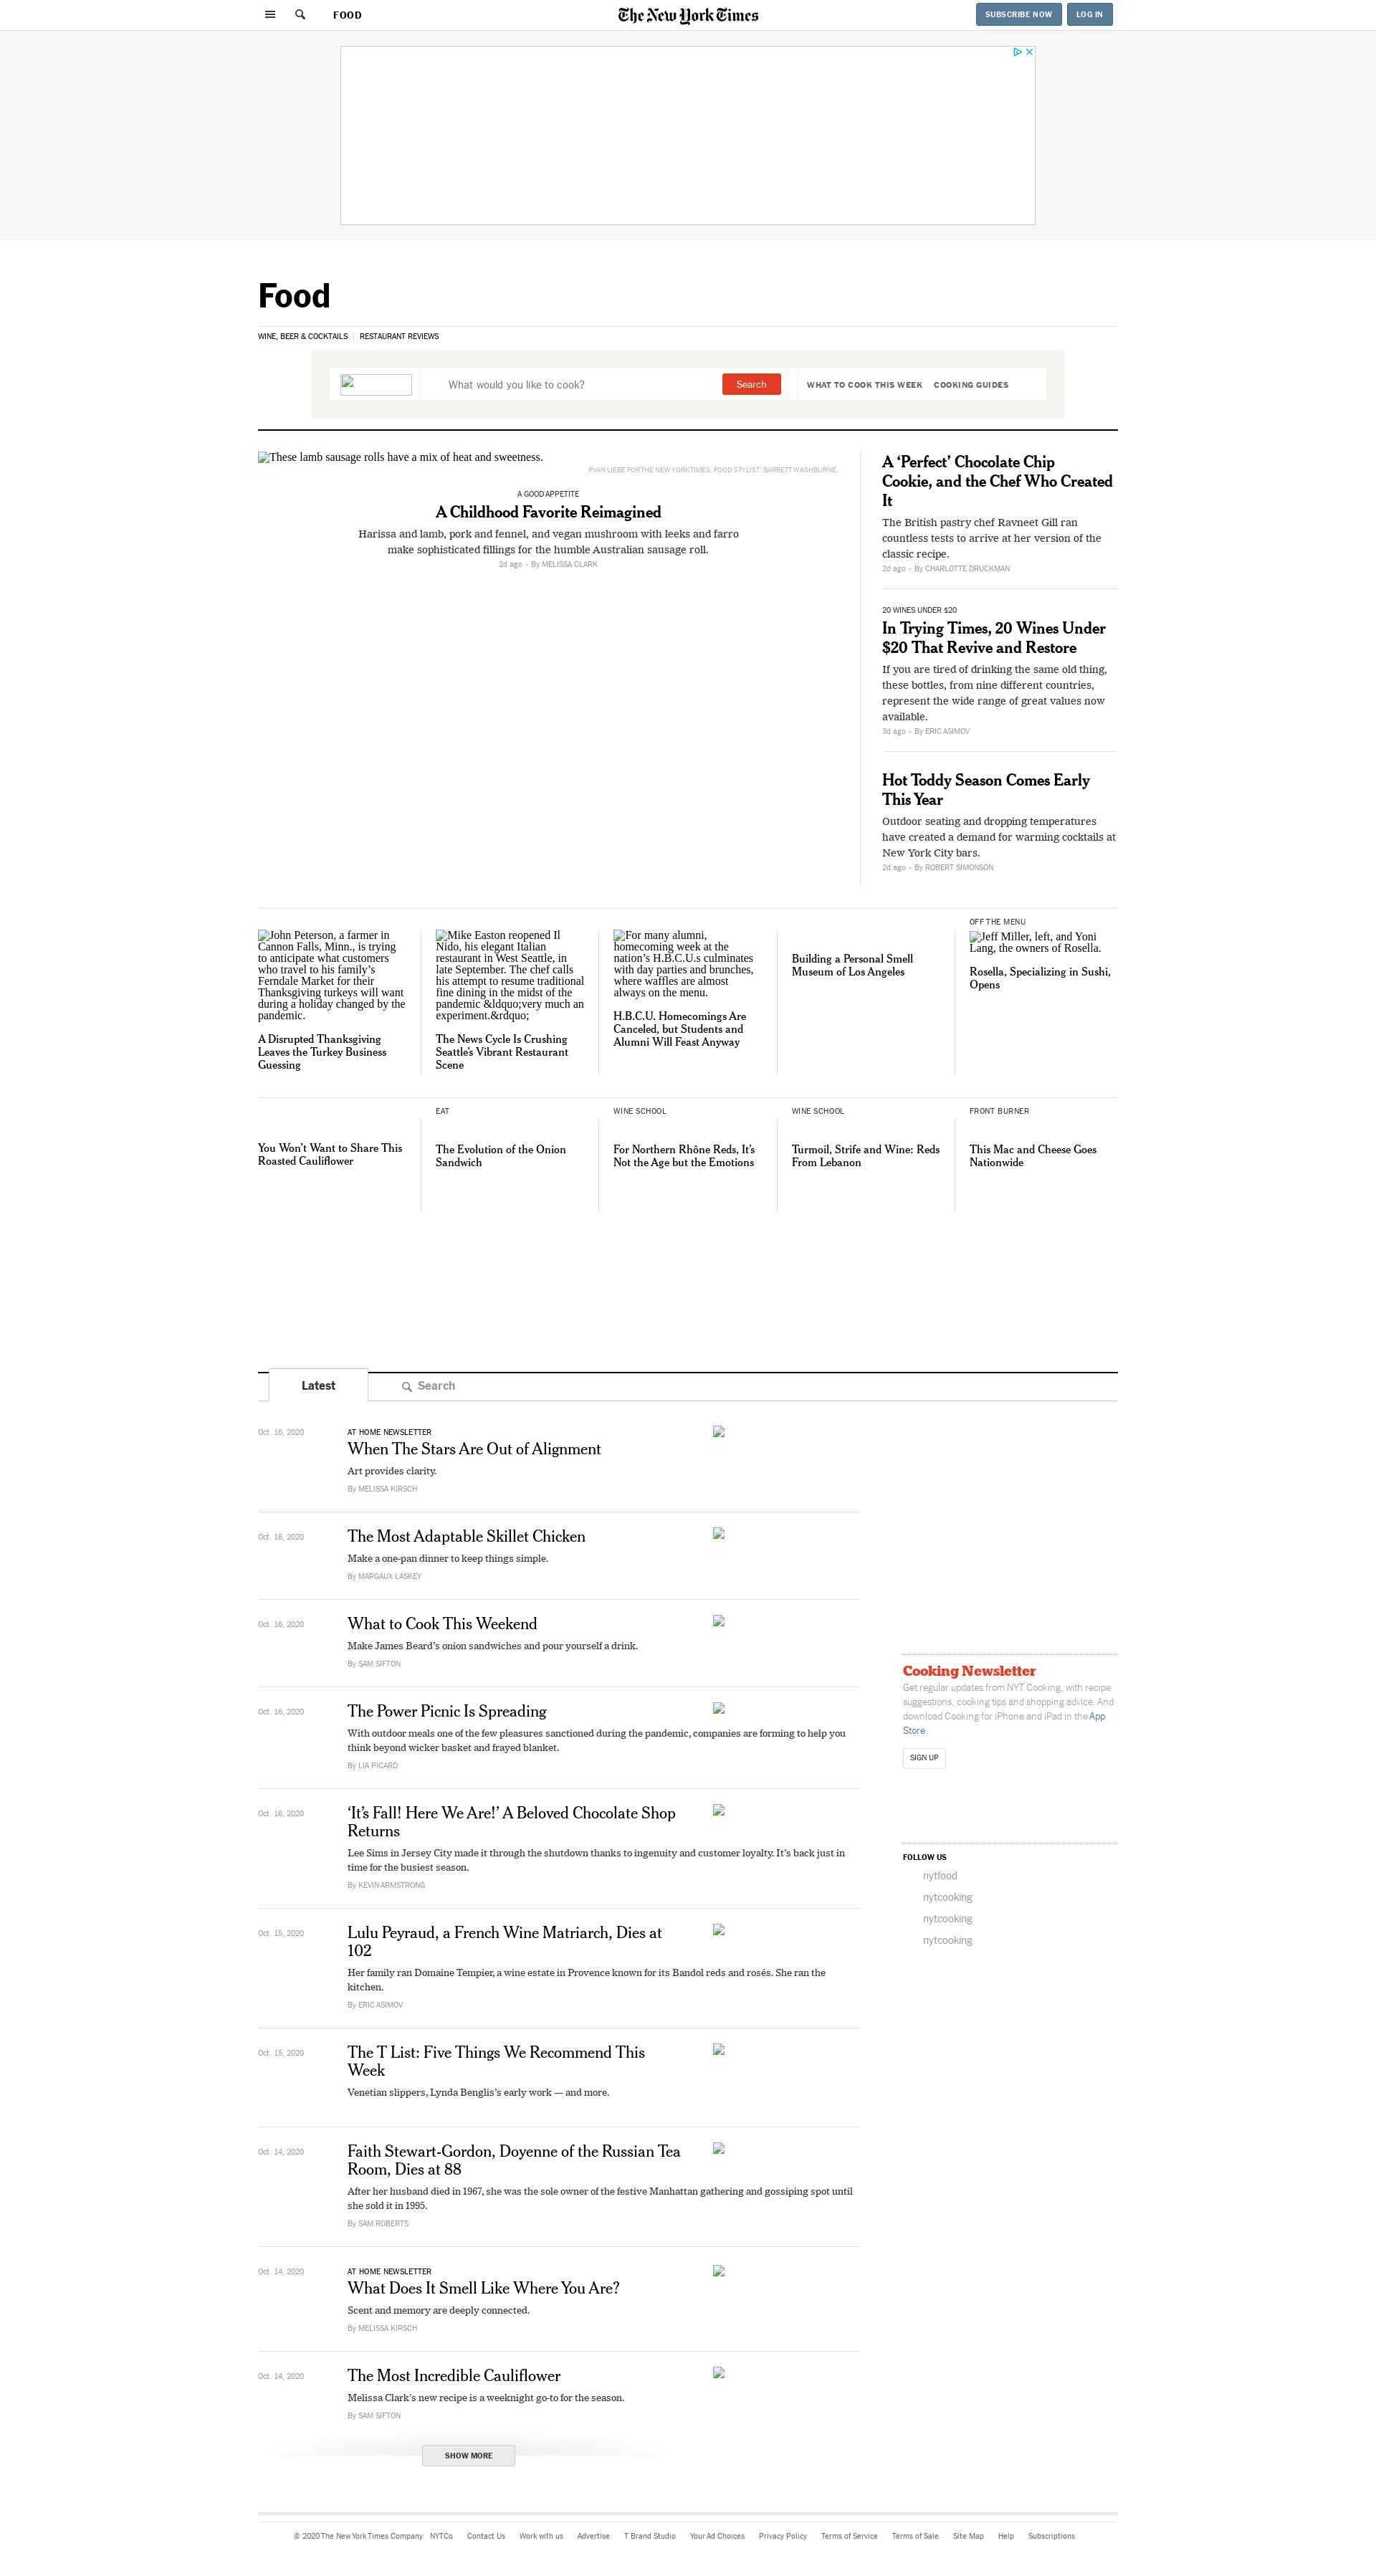 FOOD
The New York Times
SUBSCRIBE NOW
LOG IN
Food
WINE, BEER & COCKTAILS
RESTAURANT REVIEWS
What would you like to cook?
Search
WHAT TO COOK THIS WEEK
COOKING GUIDES
These lamb sausage rolls have a mix of heat and sweetness.
RYAN LIEBE FOR THE NEW YORK TIMES. FOOD STYLIST: BARRETT WASHBURNE.
A GOOD APPETITE
A Childhood Favorite Reimagined
Harissa and lamb, pork and fennel, and vegan mushroom with leeks and farro
make sophisticated fillings for the humble Australian sausage roll.
2d ago • By MELISSA CLARK
A ‘Perfect’ Chocolate Chip
Cookie, and the Chef Who Created
It
The British pastry chef Ravneet Gill ran
countless tests to arrive at her version of the
classic recipe.
2d ago • By CHARLOTTE DRUCKMAN
20 WINES UNDER $20
In Trying Times, 20 Wines Under
$20 That Revive and Restore
If you are tired of drinking the same old thing,
these bottles, from nine different countries,
represent the wide range of great values now
available.
3d ago • By ERIC ASIMOV
Hot Toddy Season Comes Early
This Year
Outdoor seating and dropping temperatures
have created a demand for warming cocktails at
New York City bars.
2d ago • By ROBERT SIMONSON
John Peterson, a farmer in
Cannon Falls, Minn., is trying
to anticipate what customers
who travel to his family’s
Ferndale Market for their
Thanksgiving turkeys will want
during a holiday changed by the
pandemic.
A Disrupted Thanksgiving
Leaves the Turkey Business
Guessing
Mike Easton reopened Il
Nido, his elegant Italian
restaurant in West Seattle, in
late September. The chef calls
his attempt to resume traditional
fine dining in the midst of the
pandemic &ldquo;very much an
experiment.&rdquo;
The News Cycle Is Crushing
Seattle’s Vibrant Restaurant
Scene
For many alumni,
homecoming week at the
nation’s H.B.C.U.s culminates
with day parties and brunches,
where waffles are almost
always on the menu.
H.B.C.U. Homecomings Are
Canceled, but Students and
Alumni Will Feast Anyway
Building a Personal Smell
Museum of Los Angeles
OFF THE MENU
Jeff Miller, left, and Yoni
Lang, the owners of Rosella.
Rosella, Specializing in Sushi,
Opens
You Won’t Want to Share This
Roasted Cauliflower
EAT
The Evolution of the Onion
Sandwich
WINE SCHOOL
For Northern Rhône Reds, It’s
Not the Age but the Emotions
WINE SCHOOL
Turmoil, Strife and Wine: Reds
From Lebanon
FRONT BURNER
This Mac and Cheese Goes
Nationwide
Latest
Search
Oct. 16, 2020
AT HOME NEWSLETTER
When The Stars Are Out of Alignment
Art provides clarity.
By MELISSA KIRSCH
Oct. 16, 2020
The Most Adaptable Skillet Chicken
Make a one-pan dinner to keep things simple.
By MARGAUX LASKEY
Oct. 16, 2020
What to Cook This Weekend
Make James Beard’s onion sandwiches and pour yourself a drink.
By SAM SIFTON
Oct. 16, 2020
The Power Picnic Is Spreading
With outdoor meals one of the few pleasures sanctioned during the pandemic, companies are forming to help you
think beyond wicker basket and frayed blanket.
By LIA PICARD
Oct. 16, 2020
‘It’s Fall! Here We Are!’ A Beloved Chocolate Shop
Returns
Lee Sims in Jersey City made it through the shutdown thanks to ingenuity and customer loyalty. It’s back just in
time for the busiest season.
By KEVIN ARMSTRONG
Oct. 15, 2020
Lulu Peyraud, a French Wine Matriarch, Dies at
102
Her family ran Domaine Tempier, a wine estate in Provence known for its Bandol reds and rosés. She ran the
kitchen.
By ERIC ASIMOV
Oct. 15, 2020
The T List: Five Things We Recommend This
Week
Venetian slippers, Lynda Benglis’s early work — and more.
Oct. 14, 2020
Faith Stewart-Gordon, Doyenne of the Russian Tea
Room, Dies at 88
After her husband died in 1967, she was the sole owner of the festive Manhattan gathering and gossiping spot until
she sold it in 1995.
By SAM ROBERTS
Oct. 14, 2020
AT HOME NEWSLETTER
What Does It Smell Like Where You Are?
Scent and memory are deeply connected.
By MELISSA KIRSCH
Oct. 14, 2020
The Most Incredible Cauliflower
Melissa Clark’s new recipe is a weeknight go-to for the season.
By SAM SIFTON
SHOW MORE
Cooking Newsletter
Get regular updates from NYT Cooking, with recipe
suggestions, cooking tips and shopping advice. And
download Cooking for iPhone and iPad in the App
Store.
SIGN UP
FOLLOW US
nytfood
nytcooking
nytcooking
nytcooking
© 2020 The New York Times Company NYTCo Contact Us Work with us Advertise T Brand Studio Your Ad Choices Privacy Policy Terms of Service Terms of Sale Site Map Help Subscriptions